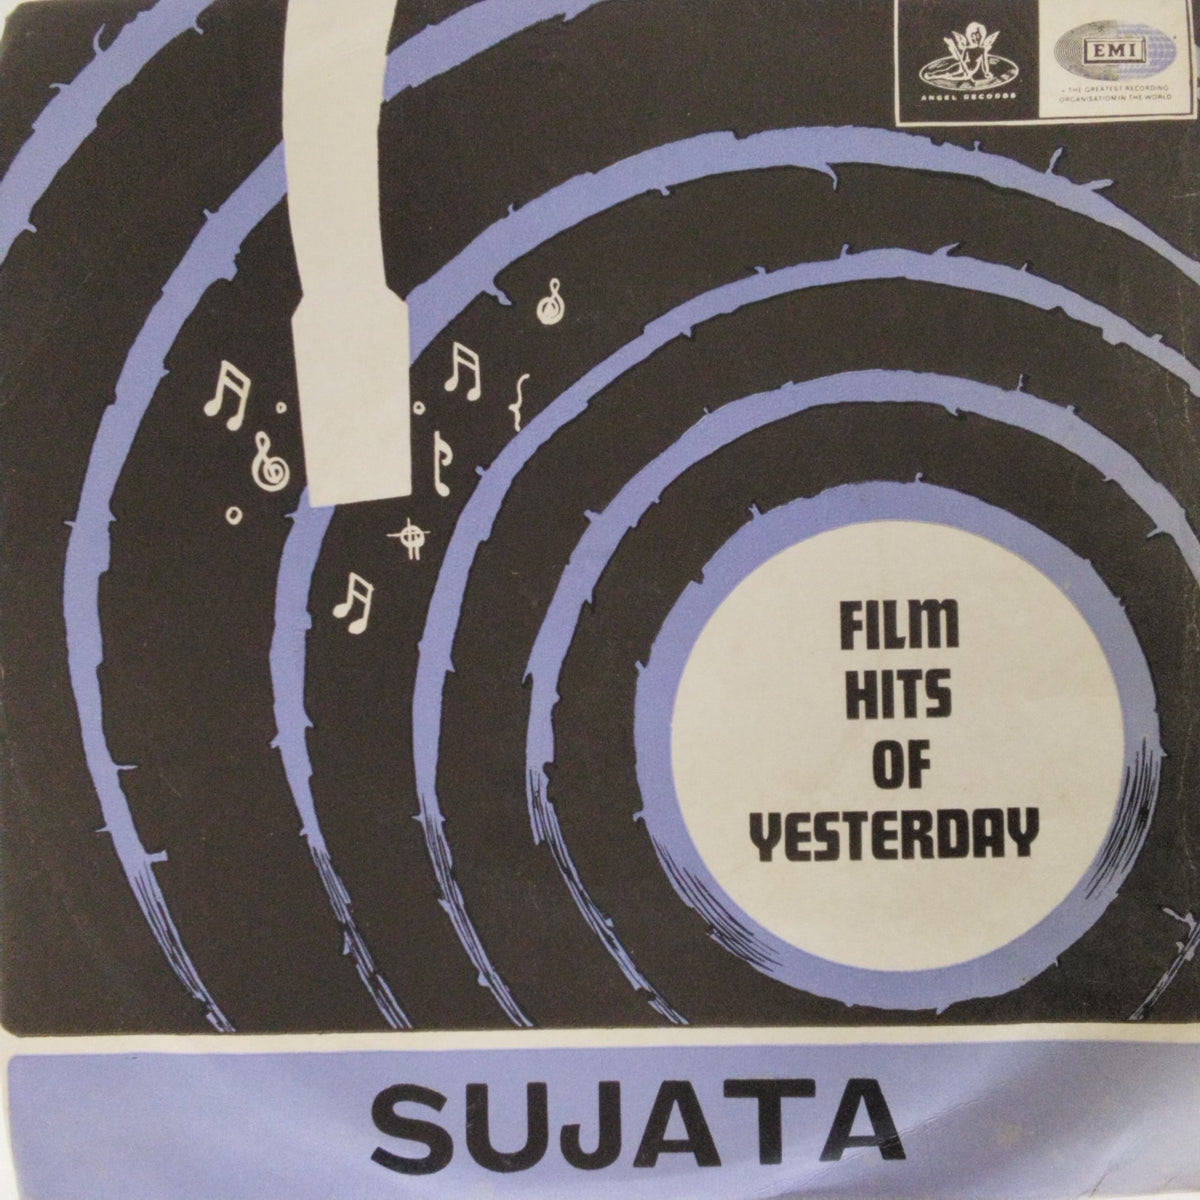 ANGEL RECORDS
EMI
THE GREATEST RECORDING
ORGANISATION IN THE WORLD
FILM
HITS
OF
YESTERDAY
SUJATA